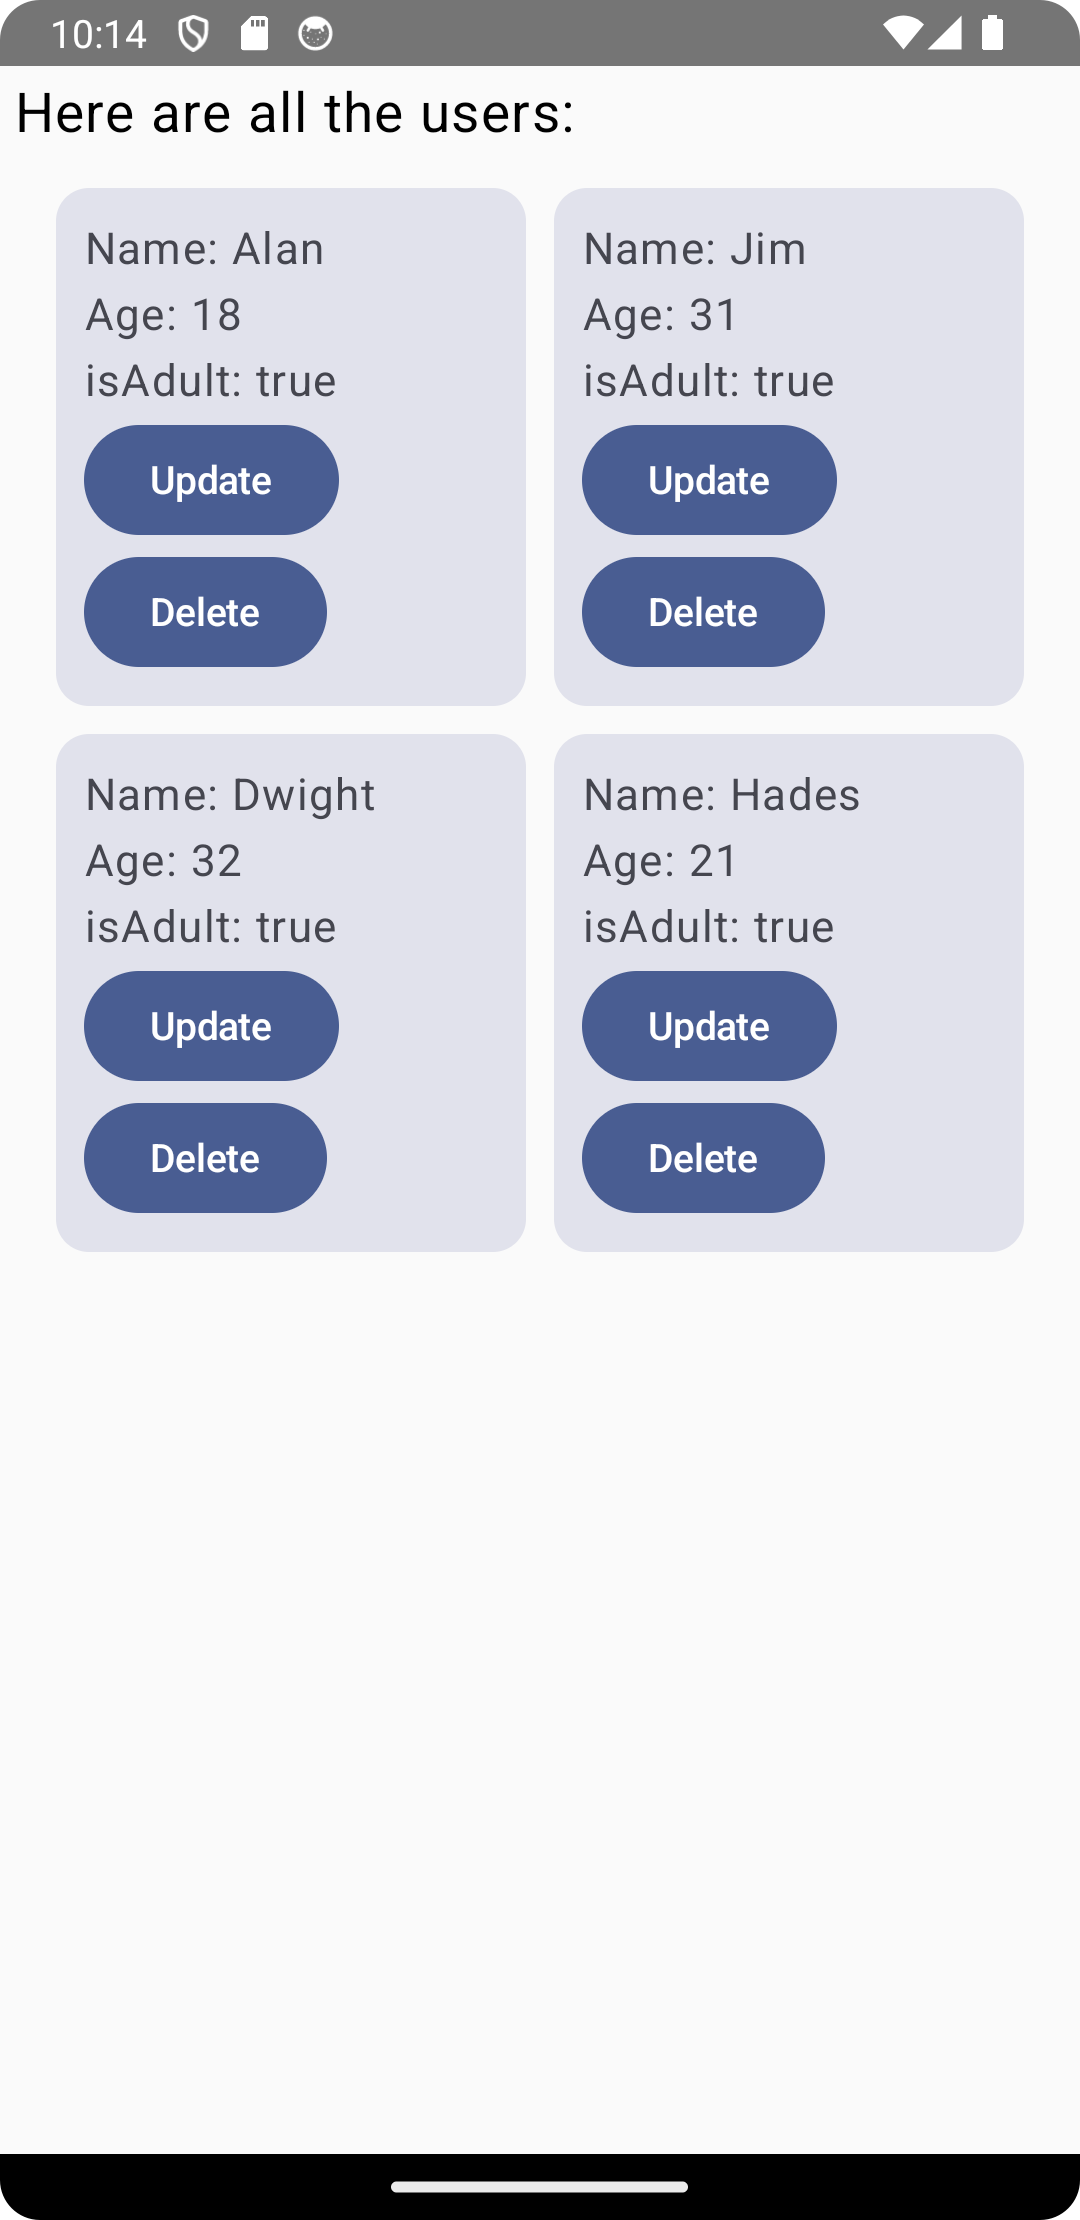 10:14
Here are all the users:
Name: Alan
Age: 18
isAdult: true
Update
Delete
Name: Jim
Age: 31
isAdult: true
Update
Delete
Name: Dwight
Age: 32
isAdult: true
Update
Delete
Name: Hades
Age: 21
isAdult: true
Update
Delete